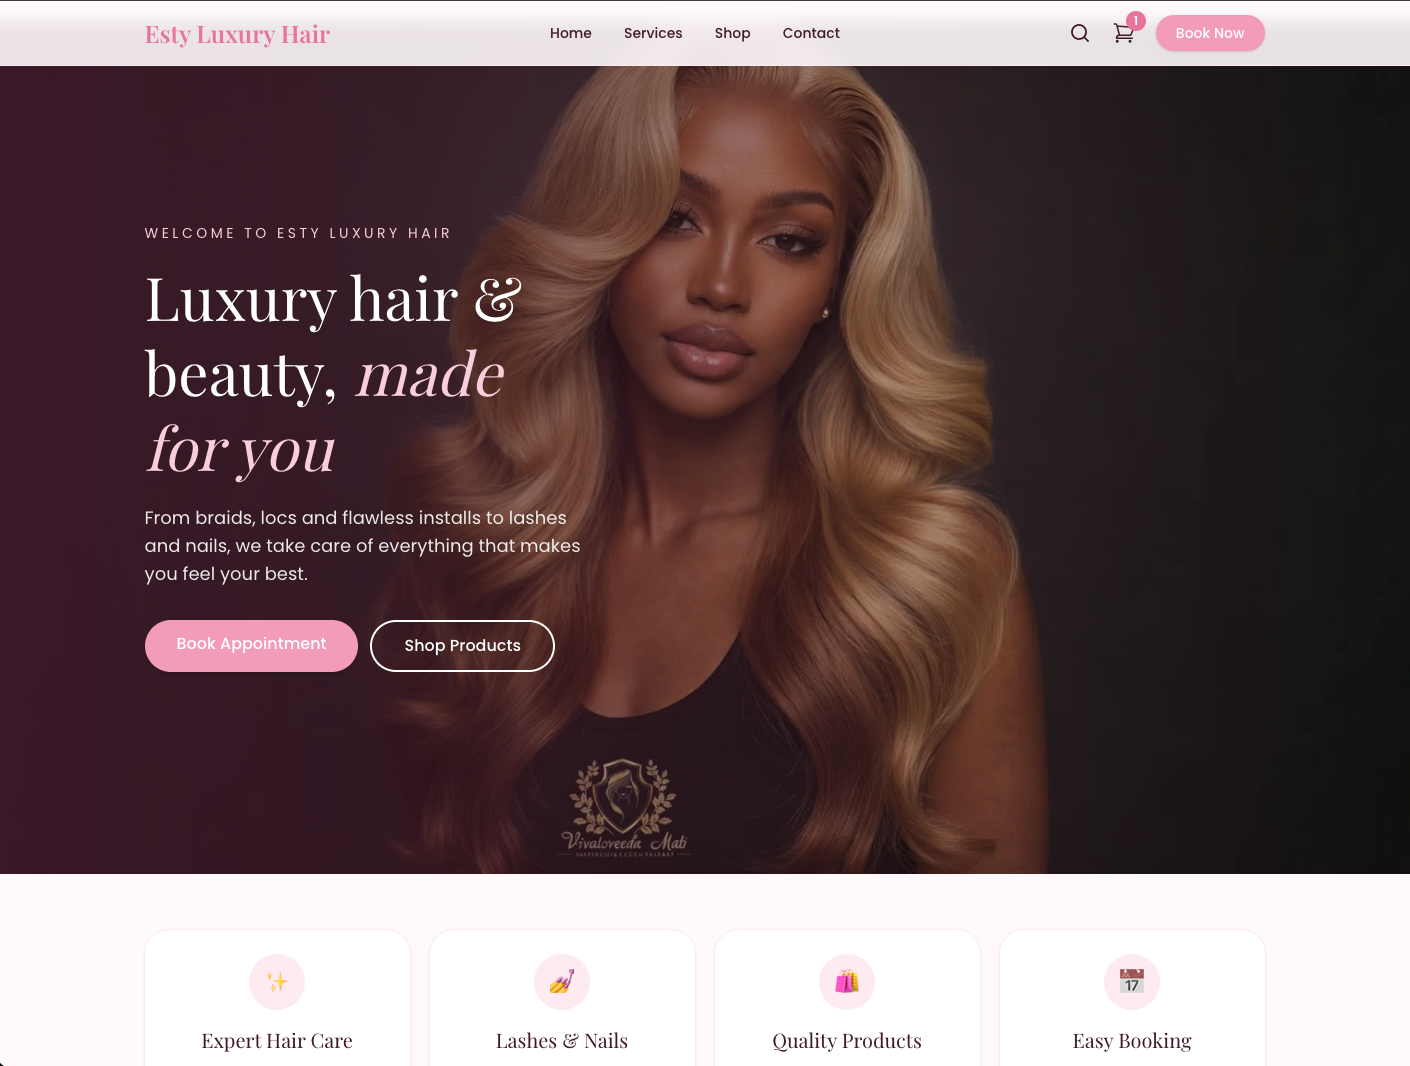 Esty Luxury Hair
Home
Services
Shop
Contact
1
Book Now
WELCOME TO ESTY LUXURY HAIR
Luxury hair &
beauty, made
for you
From braids, locs and flawless installs to lashes
and nails, we take care of everything that makes
you feel your best.
Book Appointment
Shop Products
Vivaloveeda Mati
17
Expert Hair Care
Lashes & Nails
Quality Products
Easy Booking